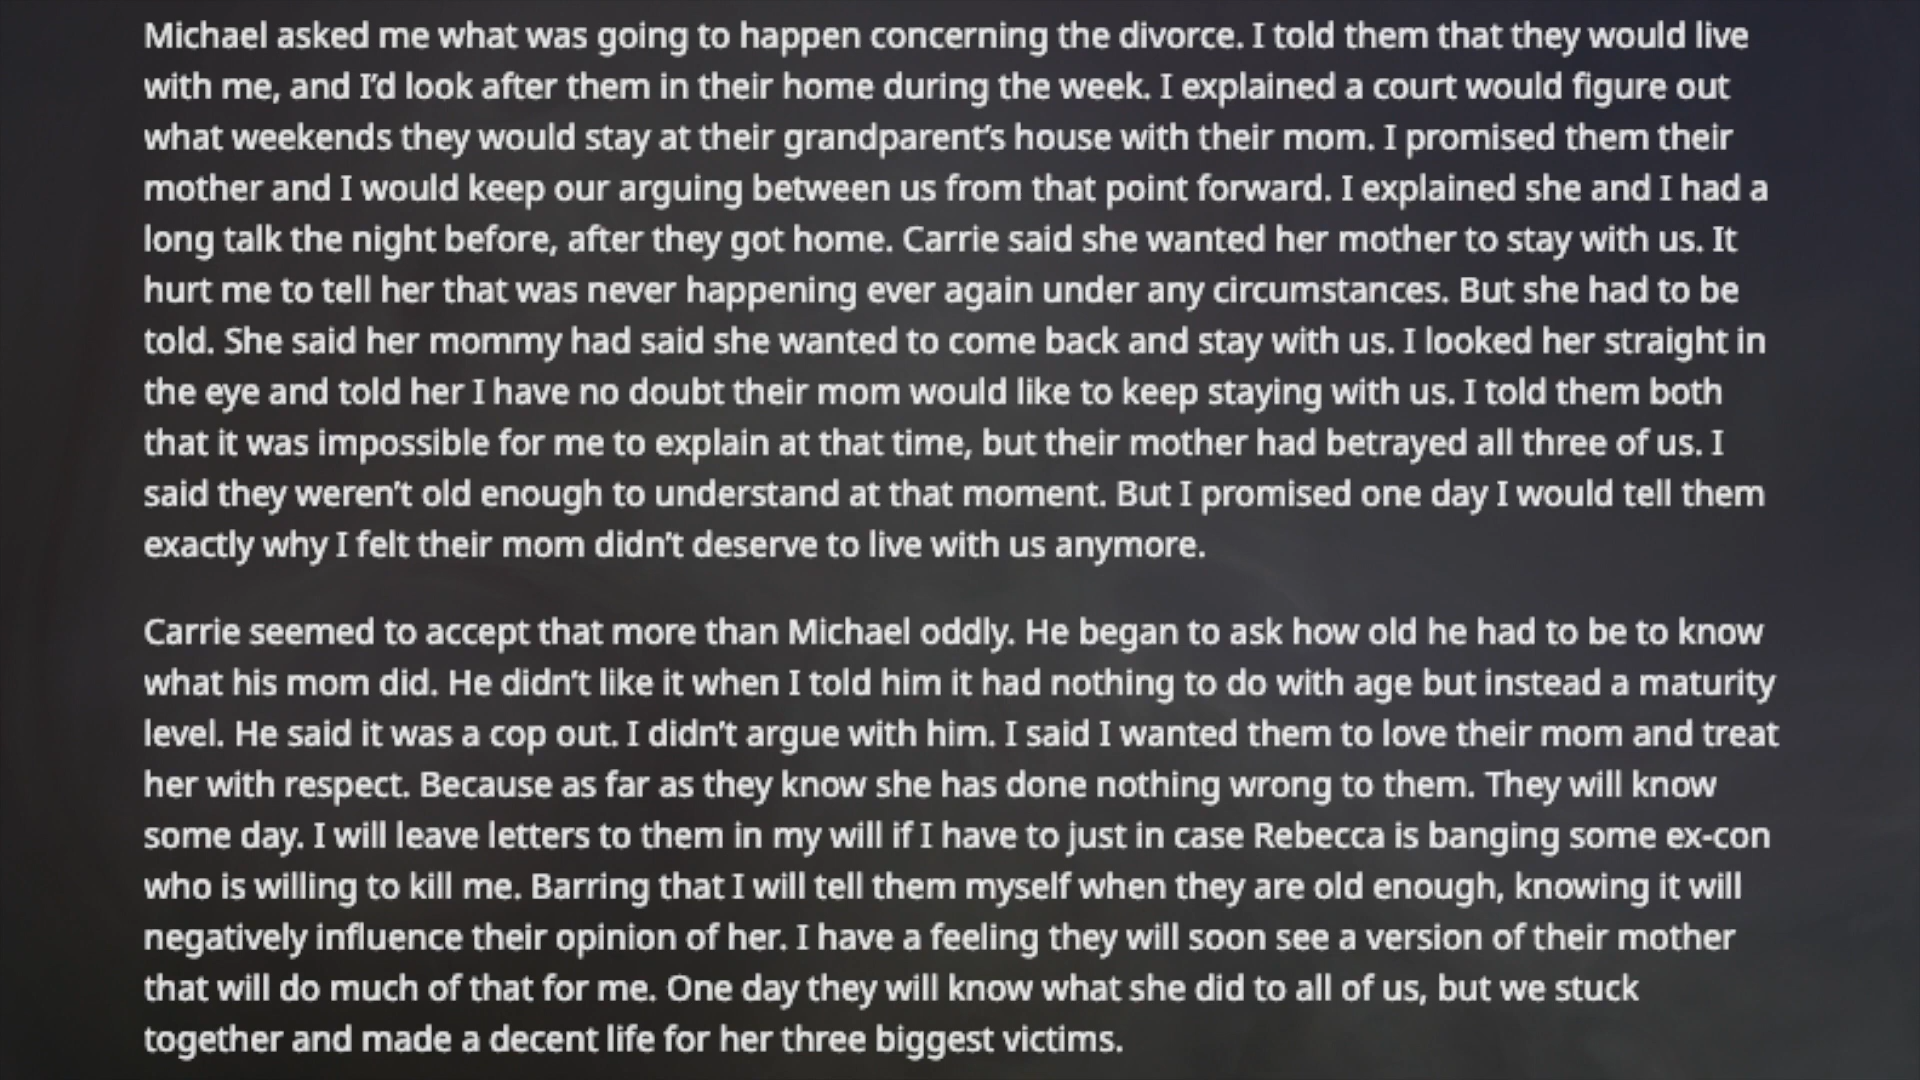 Michael asked me what was going to happen concerning the divorce. I told them that they would live
with me, and I’d look after them in their home during the week. I explained a court would figure out
what weekends they would stay at their grandparent’s house with their mom. I promised them their
mother and I would keep our arguing between us from that point forward. I explained she and I had a
long talk the night before, after they got home. Carrie said she wanted her mother to stay with us. It
hurt me to tell her that was never happening ever again under any circumstances. But she had to be
told. She said her mommy had said she wanted to come back and stay with us. I looked her straight in
the eye and told her I have no doubt their mom would like to keep staying with us. I told them both
that it was impossible for me to explain at that time, but their mother had betrayed all three of us. I
said they weren’t old enough to understand at that moment. But I promised one day I would tell them
exactly why I felt their mom didn’t deserve to live with us anymore.

Carrie seemed to accept that more than Michael oddly. He began to ask how old he had to be to know
what his mom did. He didn’t like it when I told him it had nothing to do with age but instead a maturity
level. He said it was a cop out. I didn’t argue with him. I said I wanted them to love their mom and treat
her with respect. Because as far as they know she has done nothing wrong to them. They will know
some day. I will leave letters to them in my will if I have to just in case Rebecca is banging some ex-con
who is willing to kill me. Barring that I will tell them myself when they are old enough, knowing it will
negatively influence their opinion of her. I have a feeling they will soon see a version of their mother
that will do much of that for me. One day they will know what she did to all of us, but we stuck
together and made a decent life for her three biggest victims.